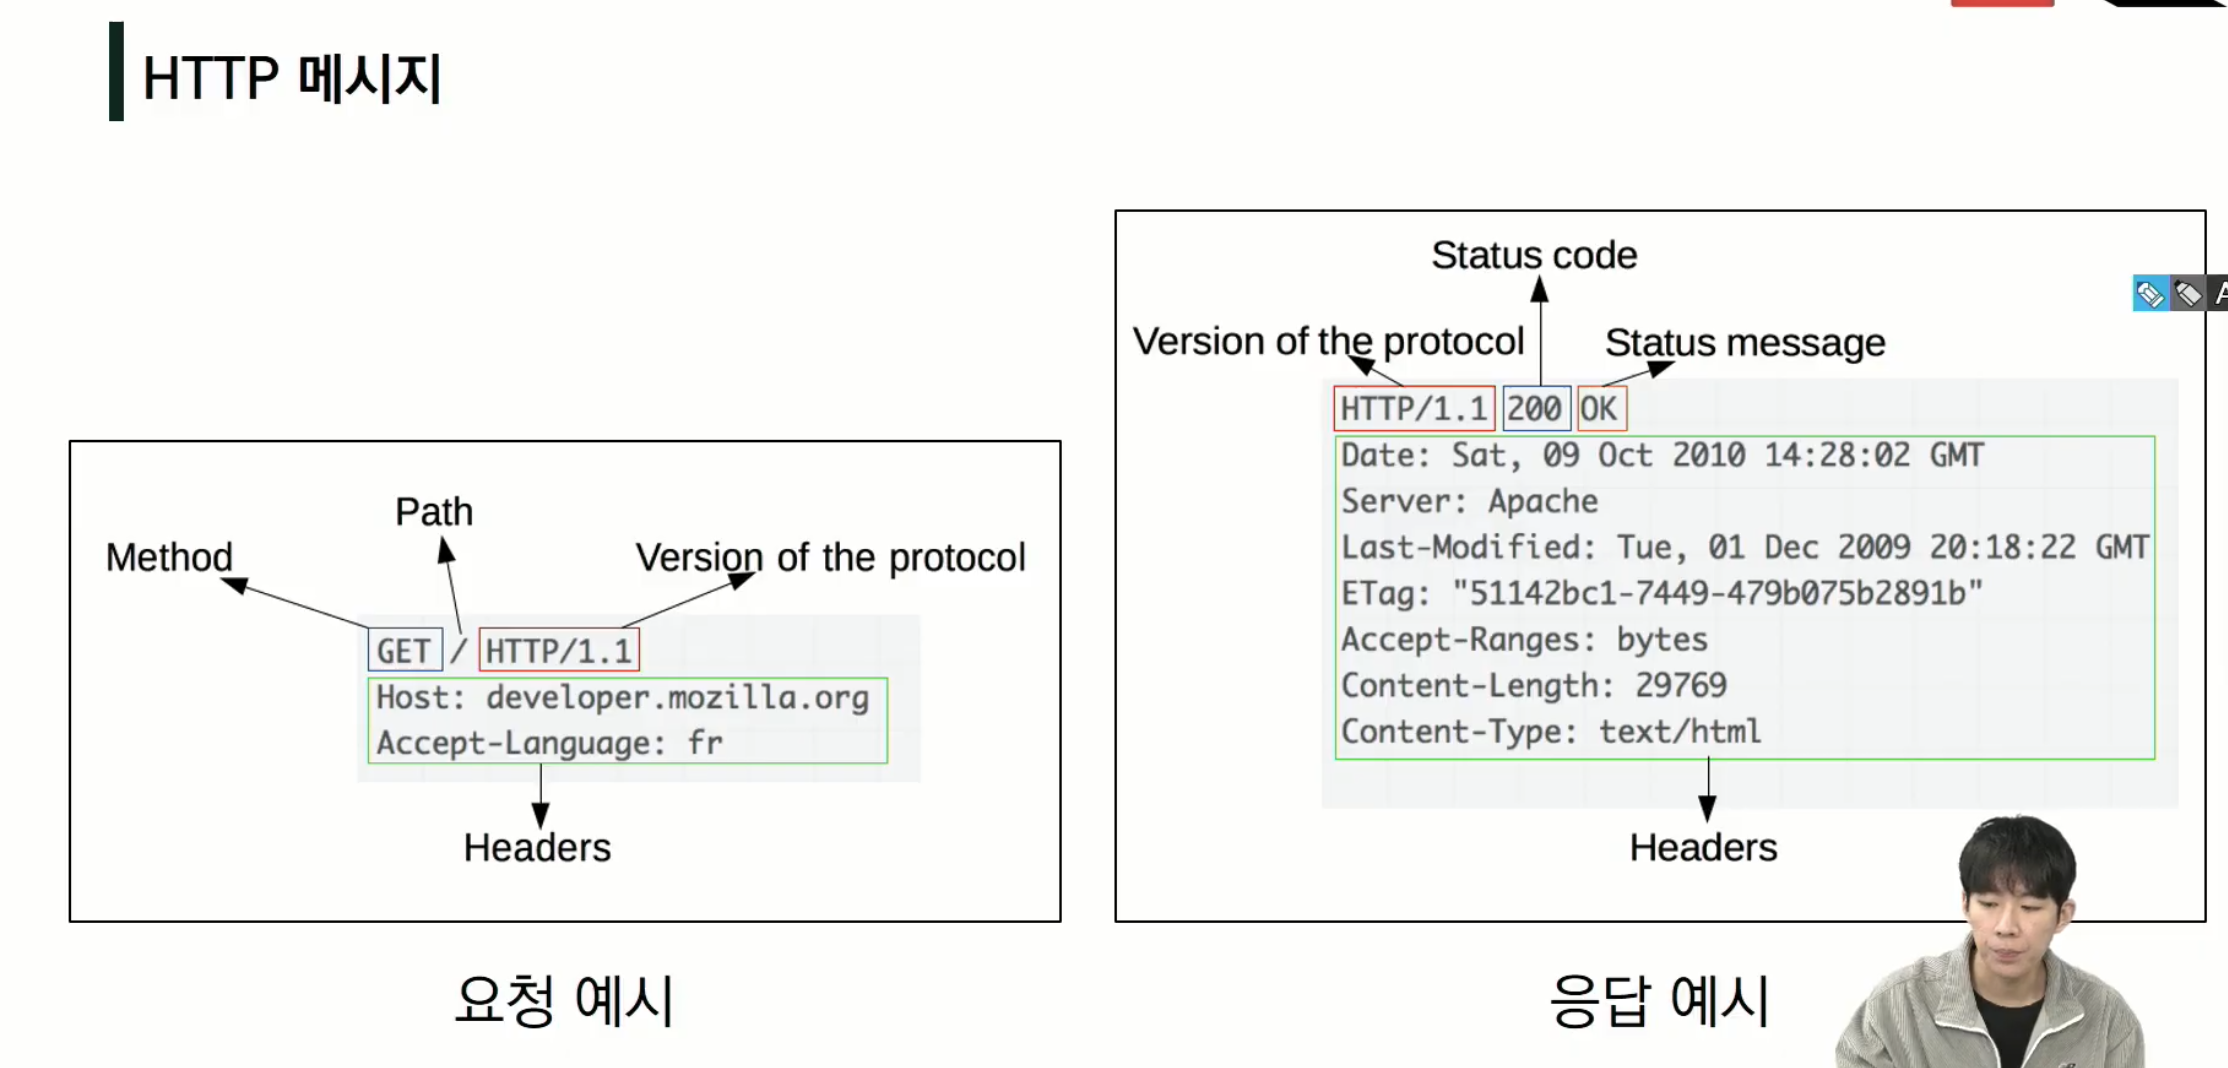 HTTP 메시지
Path
Method
Version of the protocol
GET / HTTP/1.1
Host: developer.mozilla.org
Accept-Language: fr
Headers
요청 예시
Status code
Version of the protocol
Status message
HTTP/1.1 200 OK
Date: Sat, 09 Oct 2010 14:28:02 GMT
Server: Apache
Last-Modified: Tue, 01 Dec 2009 20:18:22 GMT
ETag: "51142bc1-7449-479b075b2891b"
Accept-Ranges: bytes
Content-Length: 29769
Content-Type: text/html
Headers
응답 예시
A